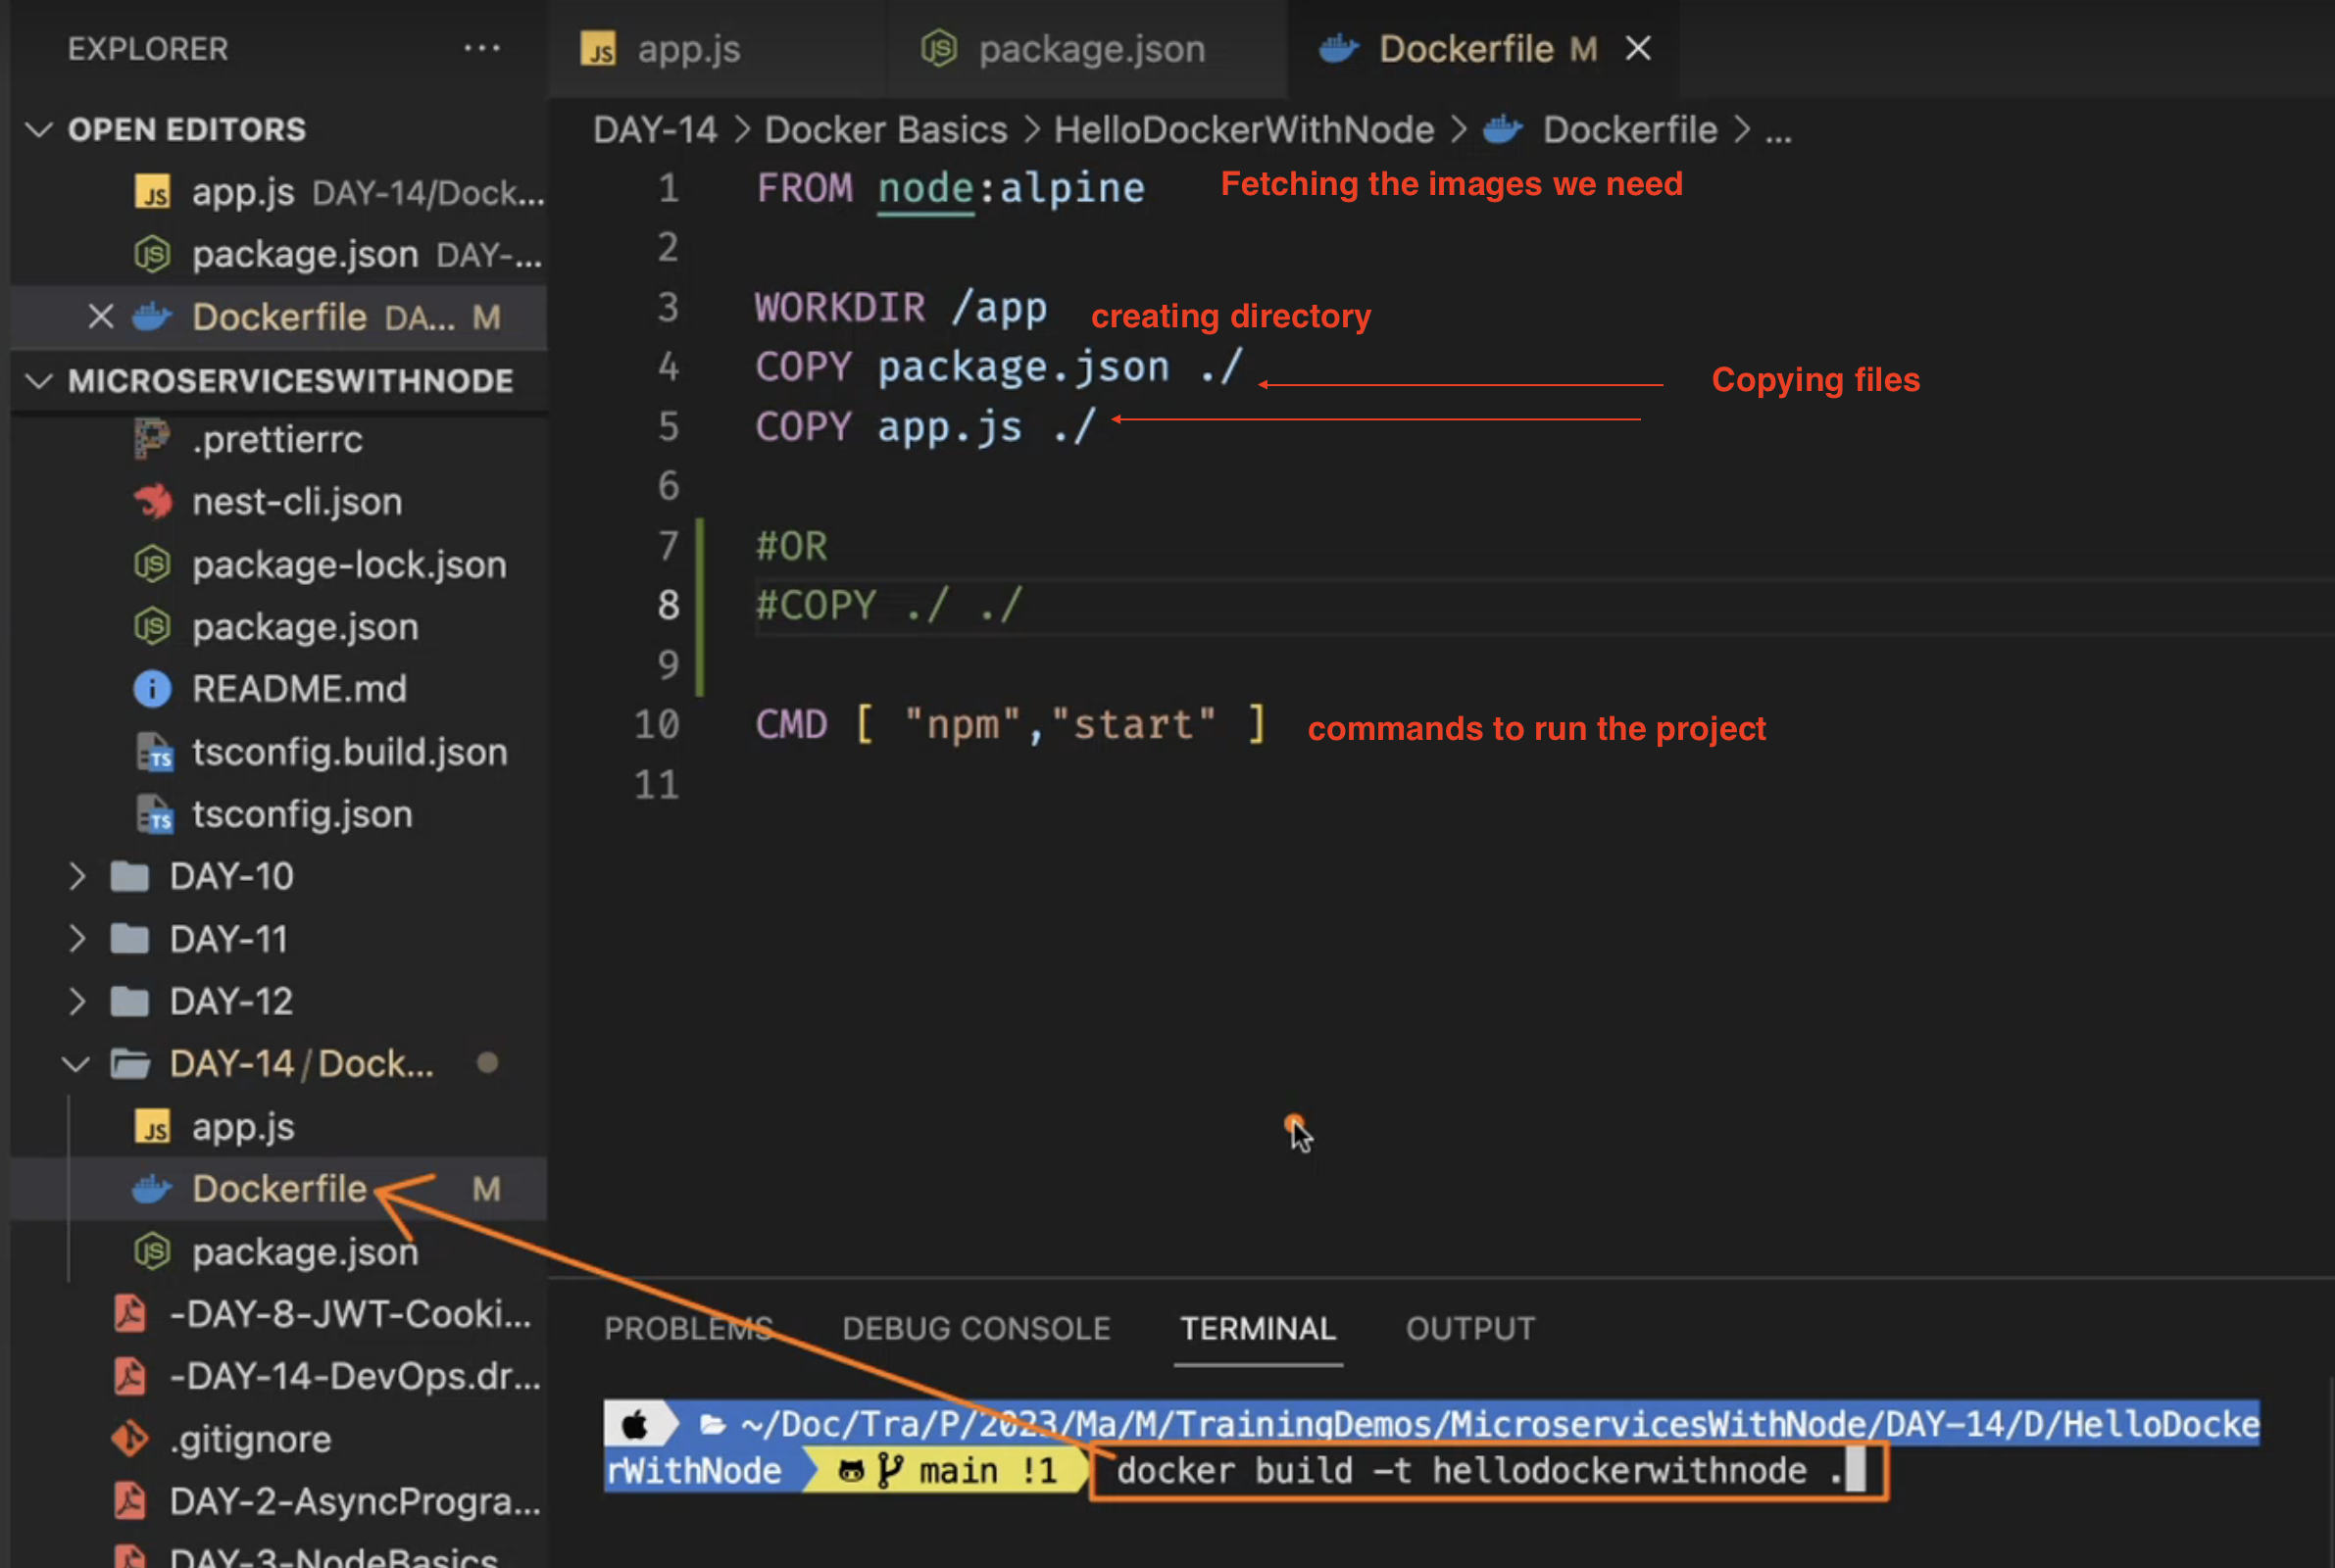 EXPLORER ...
OPEN EDITORS
app.js DAY-14/Dock...
package.json DAY-...
Dockerfile DA... M
MICROSERVICESWITHNODE
.prettierrc
nest-cli.json
package-lock.json
package.json
README.md
tsconfig.build.json
tsconfig.json
DAY-10
DAY-11
DAY-12
DAY-14/Dock...
app.js
Dockerfile M
package.json
-DAY-8-JWT-Cooki...
-DAY-14-DevOps.dr...
.gitignore
DAY-2-AsyncProgra...
DAY-3-NodeBasics
app.js package.json Dockerfile M
DAY-14 > Docker Basics > HelloDockerWithNode > Dockerfile > ...
1 FROM node:alpine Fetching the images we need
2
3 WORKDIR /app creating directory
4 COPY package.json ./ Copying files
5 COPY app.js ./
6
7 #OR
8 #COPY ./ ./
9
10 CMD [ "npm","start" ] commands to run the project
11
PROBLEMS DEBUG CONSOLE TERMINAL OUTPUT
~/Doc/Tra/P/2023/Ma/M/TrainingDemos/MicroservicesWithNode/DAY-14/D/HelloDocke
rWithNode main !1 docker build -t hellodockerwithnode .